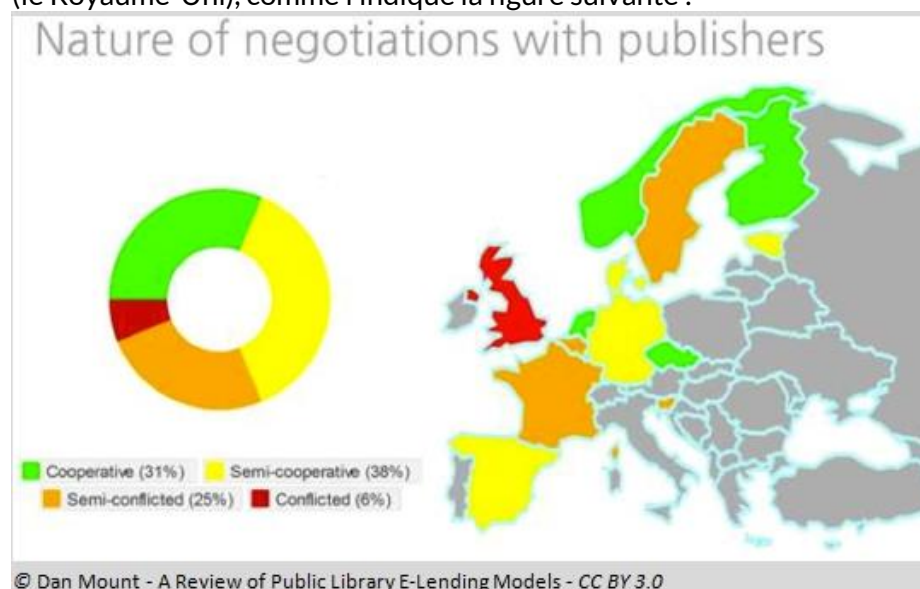 (le Royaume-Uni), comme l'indique la figure suivante :
Nature of negotiations with publishers
Cooperative (31%) Semi-cooperative (38%)
Semi-conflicted (25%) Conflicted (6%)
© Dan Mount - A Review of Public Library E-Lending Models - CC BY 3.0